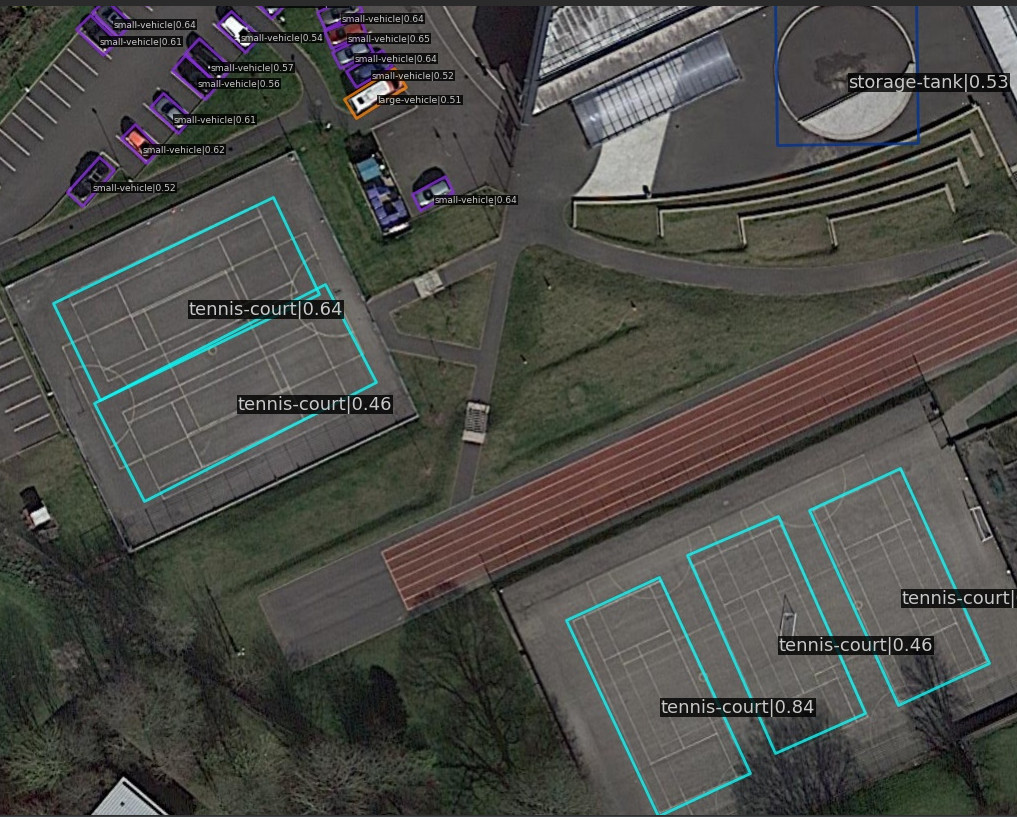 small-vehicle|0.64
small-vehicle|0.64
small-vehicle|0.54
small-vehicle|0.65
small-vehicle|0.61
small-vehicle|0.64
small-vehicle|0.57
small-vehicle|0.52
small-vehicle|0.56
storage-tank|0.53
large-vehicle|0.51
small-vehicle|0.61
small-vehicle|0.62
small-vehicle|0.52
small-vehicle|0.64
tennis-court|0.64
tennis-court|0.46
tennis-court|
tennis-court|0.46
tennis-court|0.84